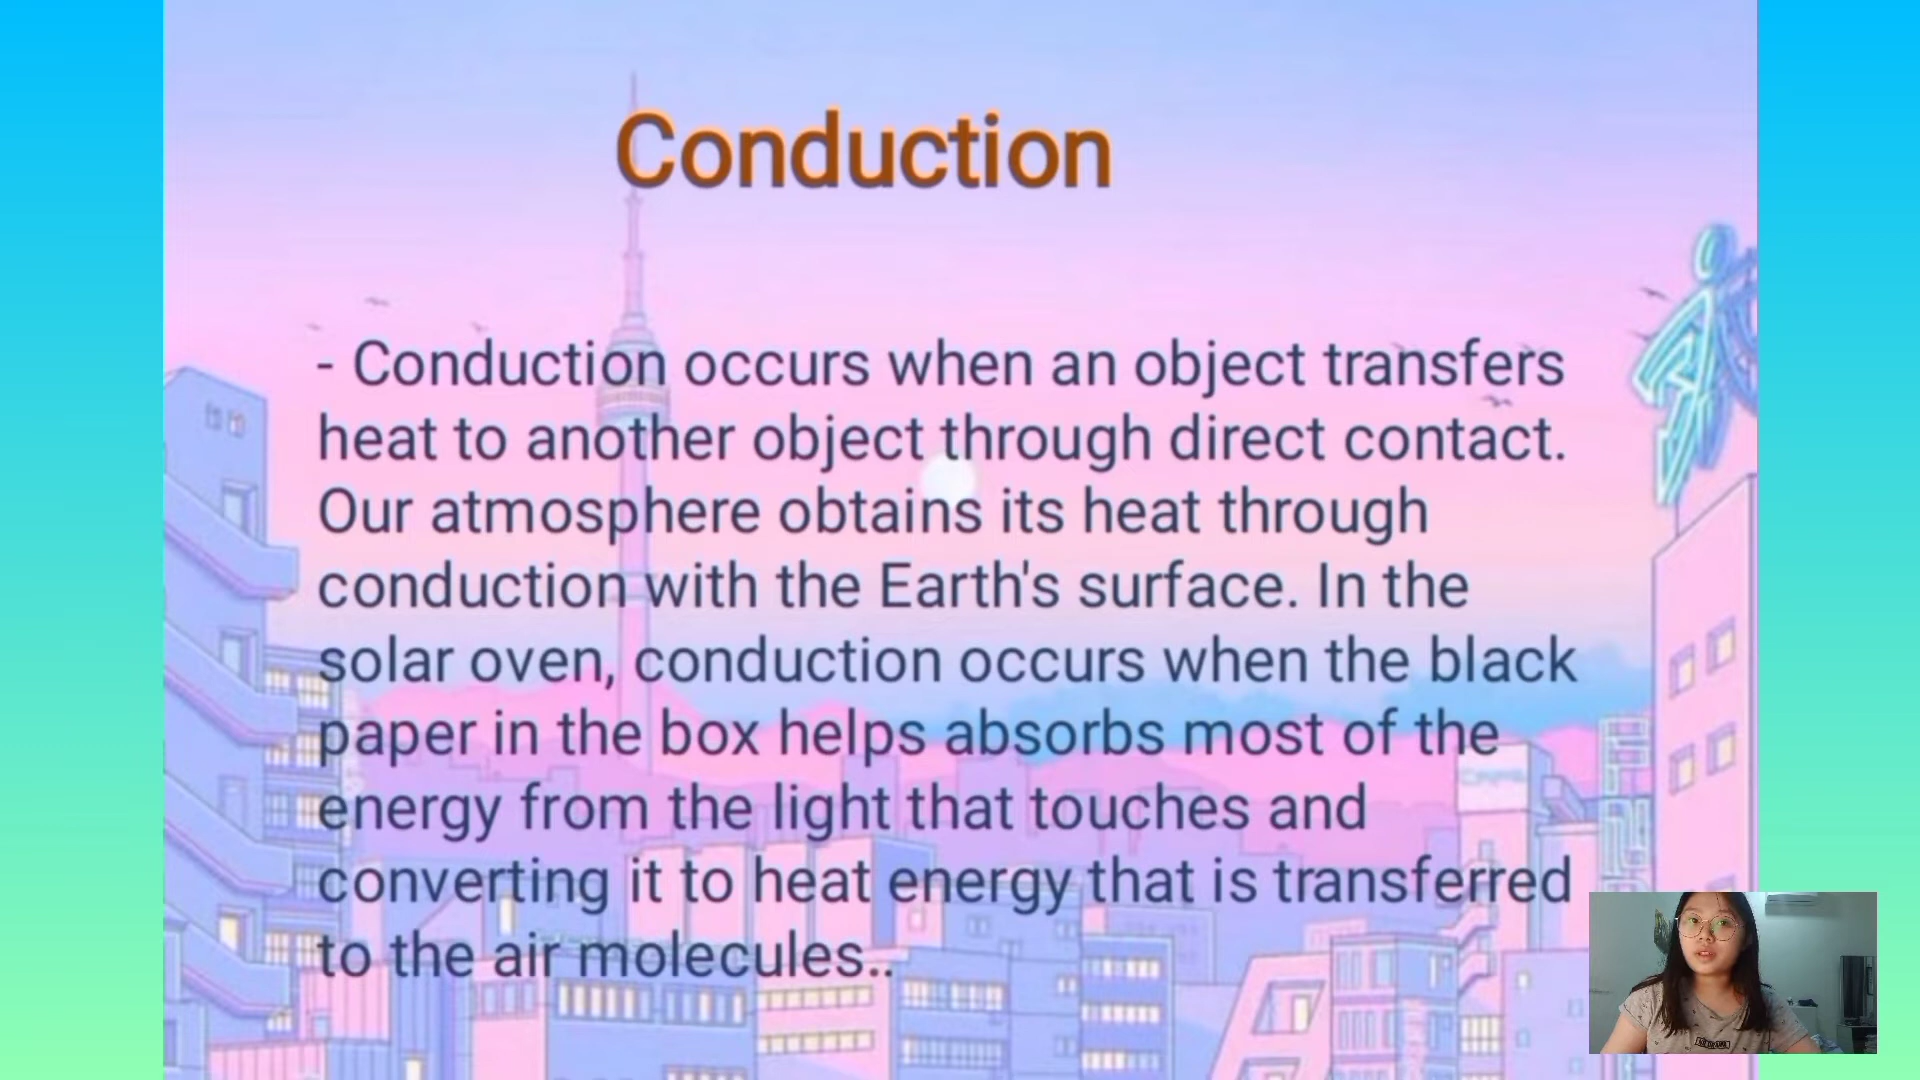 Conduction
- Conduction occurs when an object transfers
heat to another object through direct contact.
Our atmosphere obtains its heat through
conduction with the Earth's surface. In the
solar oven, conduction occurs when the black
paper in the box helps absorbs most of the
energy from the light that touches and
converting it to heat energy that is transferred
to the air molecules..